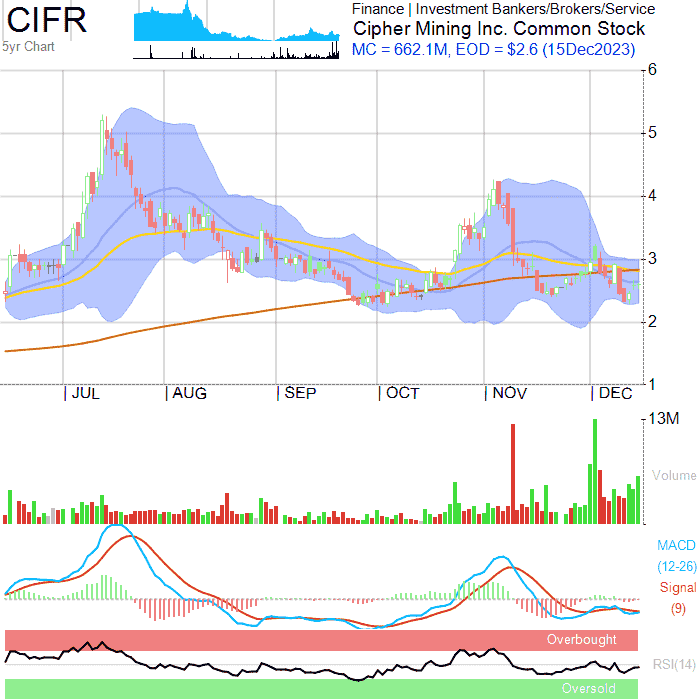 CIFR
5yr Chart
Finance | Investment Bankers/Brokers/Service
Cipher Mining Inc. Common Stock
MC = 662.1M, EOD = $2.6 (15Dec2023)
6
5
4
3
2
1
| JUL | AUG | SEP | OCT | NOV | DEC
13M
Volume
MACD
(12-26)
Signal
(9)
Overbought
RSI(14)
Oversold